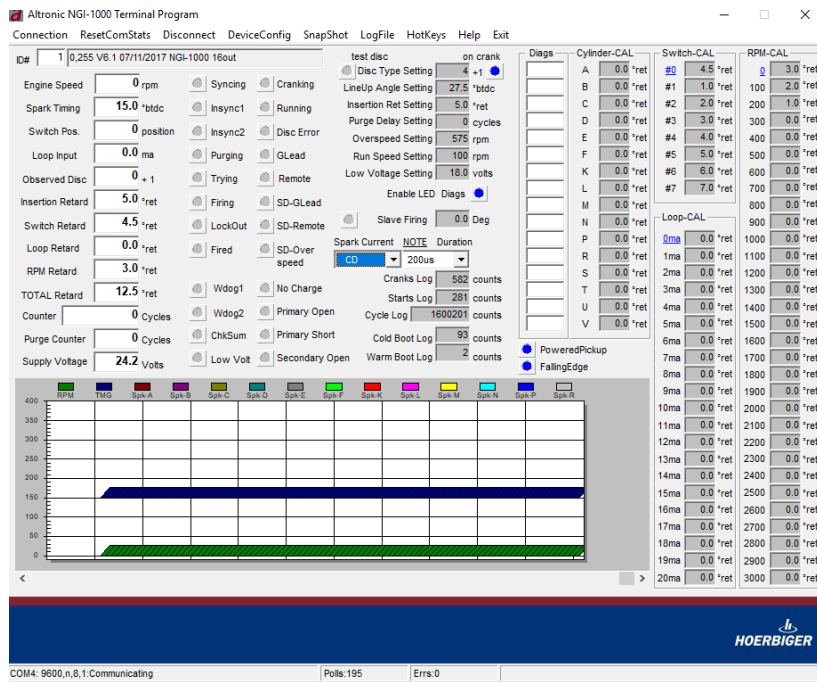 Altronic NGI-1000 Terminal Program
Connection ResetComStats Disconnect DeviceConfig SnapShot LogFile HotKeys Help Exit
ID# 1 0,255 V6.1 07/11/2017 NGI-1000 16out
Engine Speed 0 rpm
Spark Timing 15.0 °btdc
Switch Pos. 0 position
Loop Input 0.0 ma
Observed Disc 0 + 1
Insertion Retard 5.0 °ret
Switch Retard 4.5 °ret
Loop Retard 0.0 °ret
RPM Retard 3.0 °ret
TOTAL Retard 12.5 °ret
Counter 0 Cycles
Purge Counter 0 Cycles
Supply Voltage 24.2 Volts
Syncing Cranking
Insync1 Running
Insync2 Disc Error
Purging GLead
Trying Remote
Firing SD-GLead
LockOut SD-Remote
Fired SD-Over
speed
Wdog1 No Charge
Wdog2 Primary Open
ChkSum Primary Short
Low Volt Secondary Open
test disc on crank
Disc Type Setting 4 +1
LineUp Angle Setting 27.5 °btdc
Insertion Ret Setting 5.0 °ret
Purge Delay Setting 0 cycles
Overspeed Setting 575 rpm
Run Speed Setting 100 rpm
Low Voltage Setting 18.0 volts
Enable LED Diags
Slave Firing 0.0 Deg
Spark Current NOTE Duration
CD 200us
Cranks Log 582 counts
Starts Log 281 counts
Cycle Log 1600201 counts
Cold Boot Log 93 counts
Warm Boot Log 2 counts
Diags Cylinder-CAL
A 0.0 °ret
B 0.0 °ret
C 0.0 °ret
D 0.0 °ret
E 0.0 °ret
F 0.0 °ret
K 0.0 °ret
L 0.0 °ret
M 0.0 °ret
N 0.0 °ret
P 0.0 °ret
R 0.0 °ret
S 0.0 °ret
T 0.0 °ret
U 0.0 °ret
V 0.0 °ret
PoweredPickup
FallingEdge
Switch-CAL
#0 4.5 °ret
#1 1.0 °ret
#2 2.0 °ret
#3 3.0 °ret
#4 4.0 °ret
#5 5.0 °ret
#6 6.0 °ret
#7 7.0 °ret
Loop-CAL
0ma 0.0 °ret
1ma 0.0 °ret
2ma 0.0 °ret
3ma 0.0 °ret
4ma 0.0 °ret
5ma 0.0 °ret
6ma 0.0 °ret
7ma 0.0 °ret
8ma 0.0 °ret
9ma 0.0 °ret
10ma 0.0 °ret
11ma 0.0 °ret
12ma 0.0 °ret
13ma 0.0 °ret
14ma 0.0 °ret
15ma 0.0 °ret
16ma 0.0 °ret
17ma 0.0 °ret
18ma 0.0 °ret
19ma 0.0 °ret
20ma 0.0 °ret
RPM-CAL
0 3.0 °ret
100 2.0 °ret
200 1.0 °ret
300 0.0 °ret
400 0.0 °ret
500 0.0 °ret
600 0.0 °ret
700 0.0 °ret
800 0.0 °ret
900 0.0 °ret
1000 0.0 °ret
1100 0.0 °ret
1200 0.0 °ret
1300 0.0 °ret
1400 0.0 °ret
1500 0.0 °ret
1600 0.0 °ret
1700 0.0 °ret
1800 0.0 °ret
1900 0.0 °ret
2000 0.0 °ret
2100 0.0 °ret
2200 0.0 °ret
2300 0.0 °ret
2400 0.0 °ret
2500 0.0 °ret
2600 0.0 °ret
2700 0.0 °ret
2800 0.0 °ret
2900 0.0 °ret
3000 0.0 °ret
RPM TMG Spk-A Spk-B Spk-C Spk-D Spk-E Spk-F Spk-K Spk-L Spk-M Spk-N Spk-P Spk-R
400
350
300
250
200
150
100
50
0
HOERBIGER
COM4: 9600,n,8,1:Communicating Polls:195 Errs:0